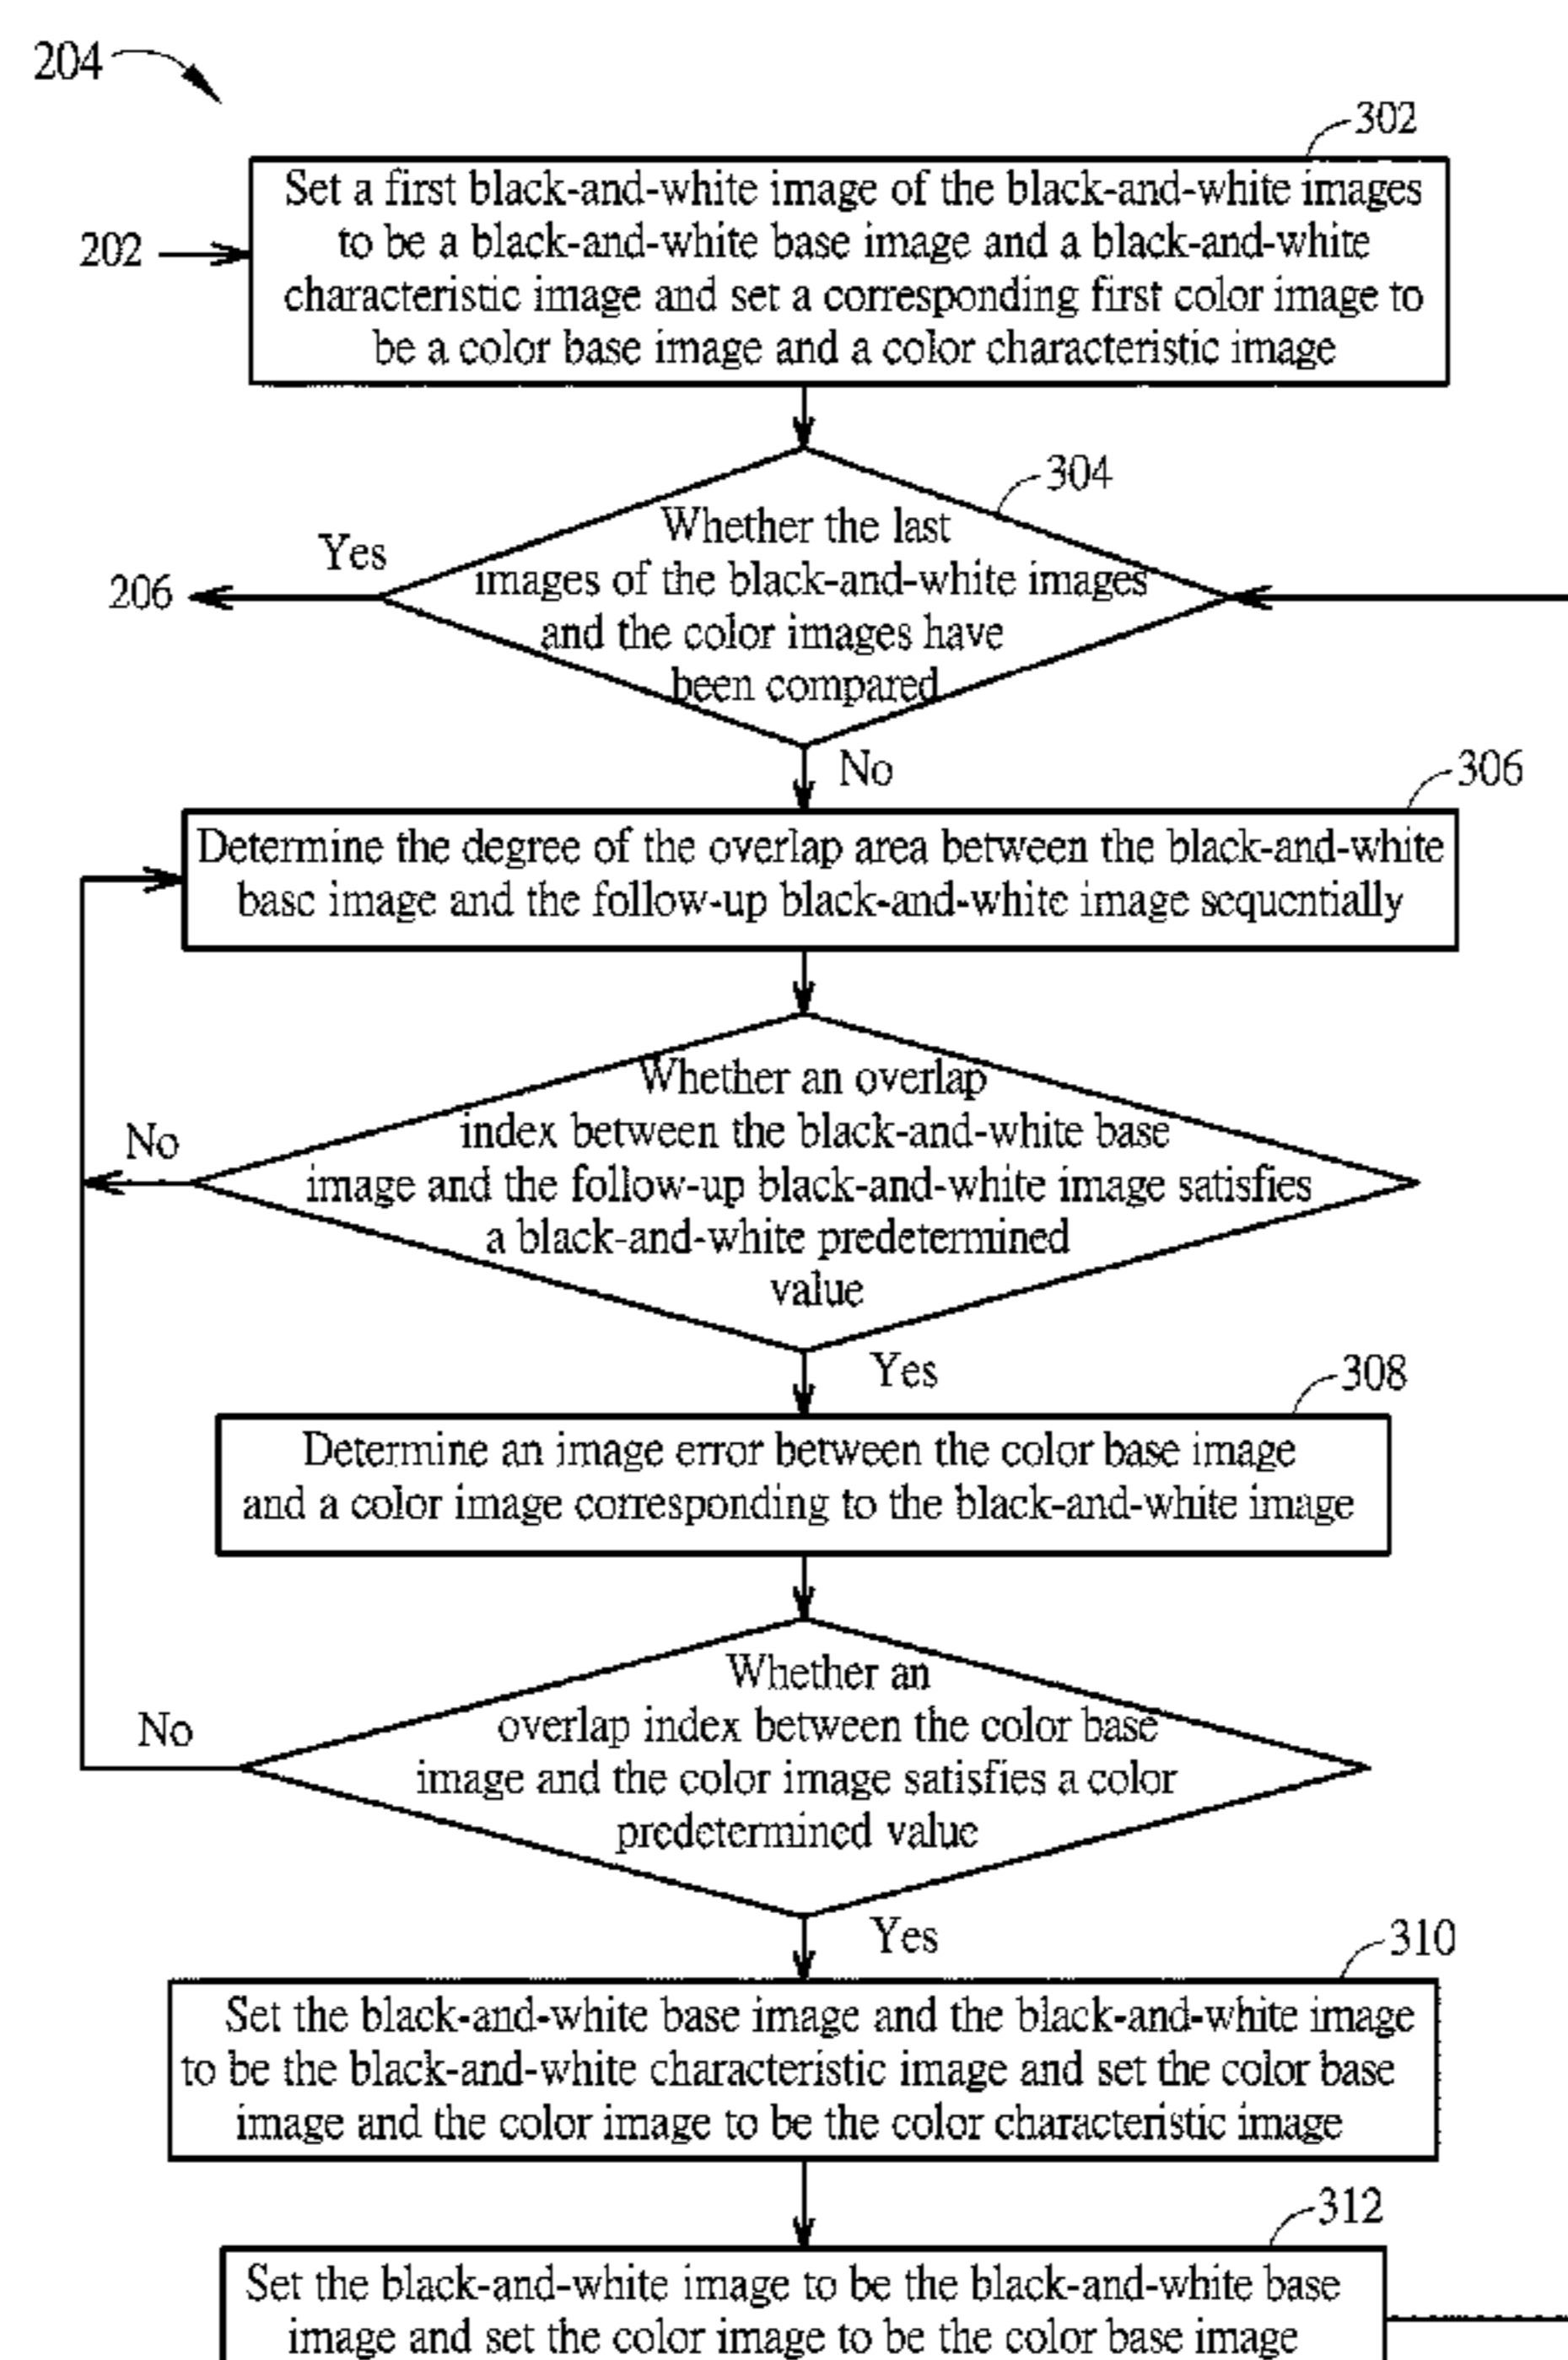 204
302
Set a first black-and-white image of the black-and-white images
to be a black-and-white base image and a black-and-white
characteristic image and set a corresponding first color image to
be a color base image and a color characteristic image
202
304
Whether the last
images of the black-and-white images
and the color images have
been compared
Yes
206
No
306
Determine the degree of the overlap area between the black-and-white
base image and the follow-up black-and-white image sequentially
Whether an overlap
index between the black-and-white base
image and the follow-up black-and-white image satisfies
a black-and-white predetermined
value
No
Yes
308
Determine an image error between the color base image
and a color image corresponding to the black-and-white image
Whether an
overlap index between the color base
image and the color image satisfies a color
predetermined value
No
Yes
310
Set the black-and-white base image and the black-and-white image
to be the black-and-white characteristic image and set the color base
image and the color image to be the color characteristic image
312
Set the black-and-white image to be the black-and-white base
image and set the color image to be the color base image